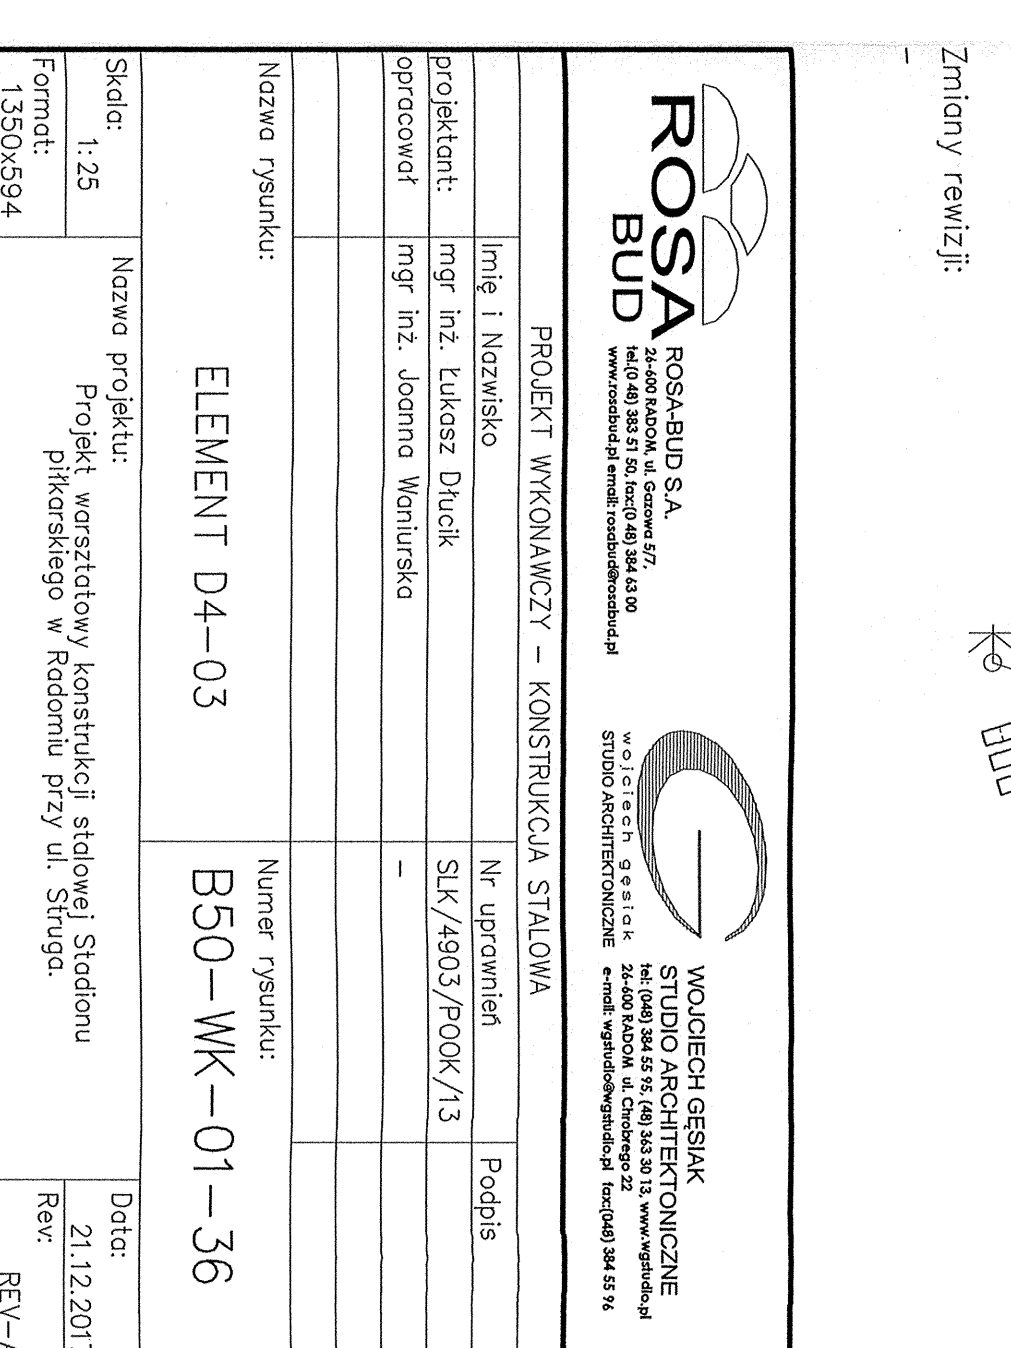 Zmiany rewizji:
–
ROSA
BUD
ROSA-BUD S.A.
26-600 RADOM, ul. Gazowa 5/7,
tel.(0 48) 383 51 50, fax:(0 48) 384 63 00
www.rosabud.pl email: rosabud@rosabud.pl
wojciech gęsiak
STUDIO ARCHITEKTONICZNE
WOJCIECH GĘSIAK
STUDIO ARCHITEKTONICZNE
tel: (048) 384 55 95, (48) 363 30 13, www.wgstudio.pl
26-600 RADOM ul. Chrobrego 22
e-mail: wgstudio@wgstudio.pl fax:(048) 384 55 96
PROJEKT WYKONAWCZY – KONSTRUKCJA STALOWA
Imię i Nazwisko Nr uprawnień Podpis
projektant: mgr inż. Łukasz Dłucik SLK/4903/POOK/13
opracował mgr inż. Joanna Waniurska –
Nazwa rysunku:
ELEMENT D4–03
Numer rysunku:
B50–WK–01–36
Skala:
1:25
Format:
1350x594
Nazwa projektu:
Projekt warsztatowy konstrukcji stalowej Stadionu
piłkarskiego w Radomiu przy ul. Struga.
Data:
21.12.2017
Rev:
REV–A